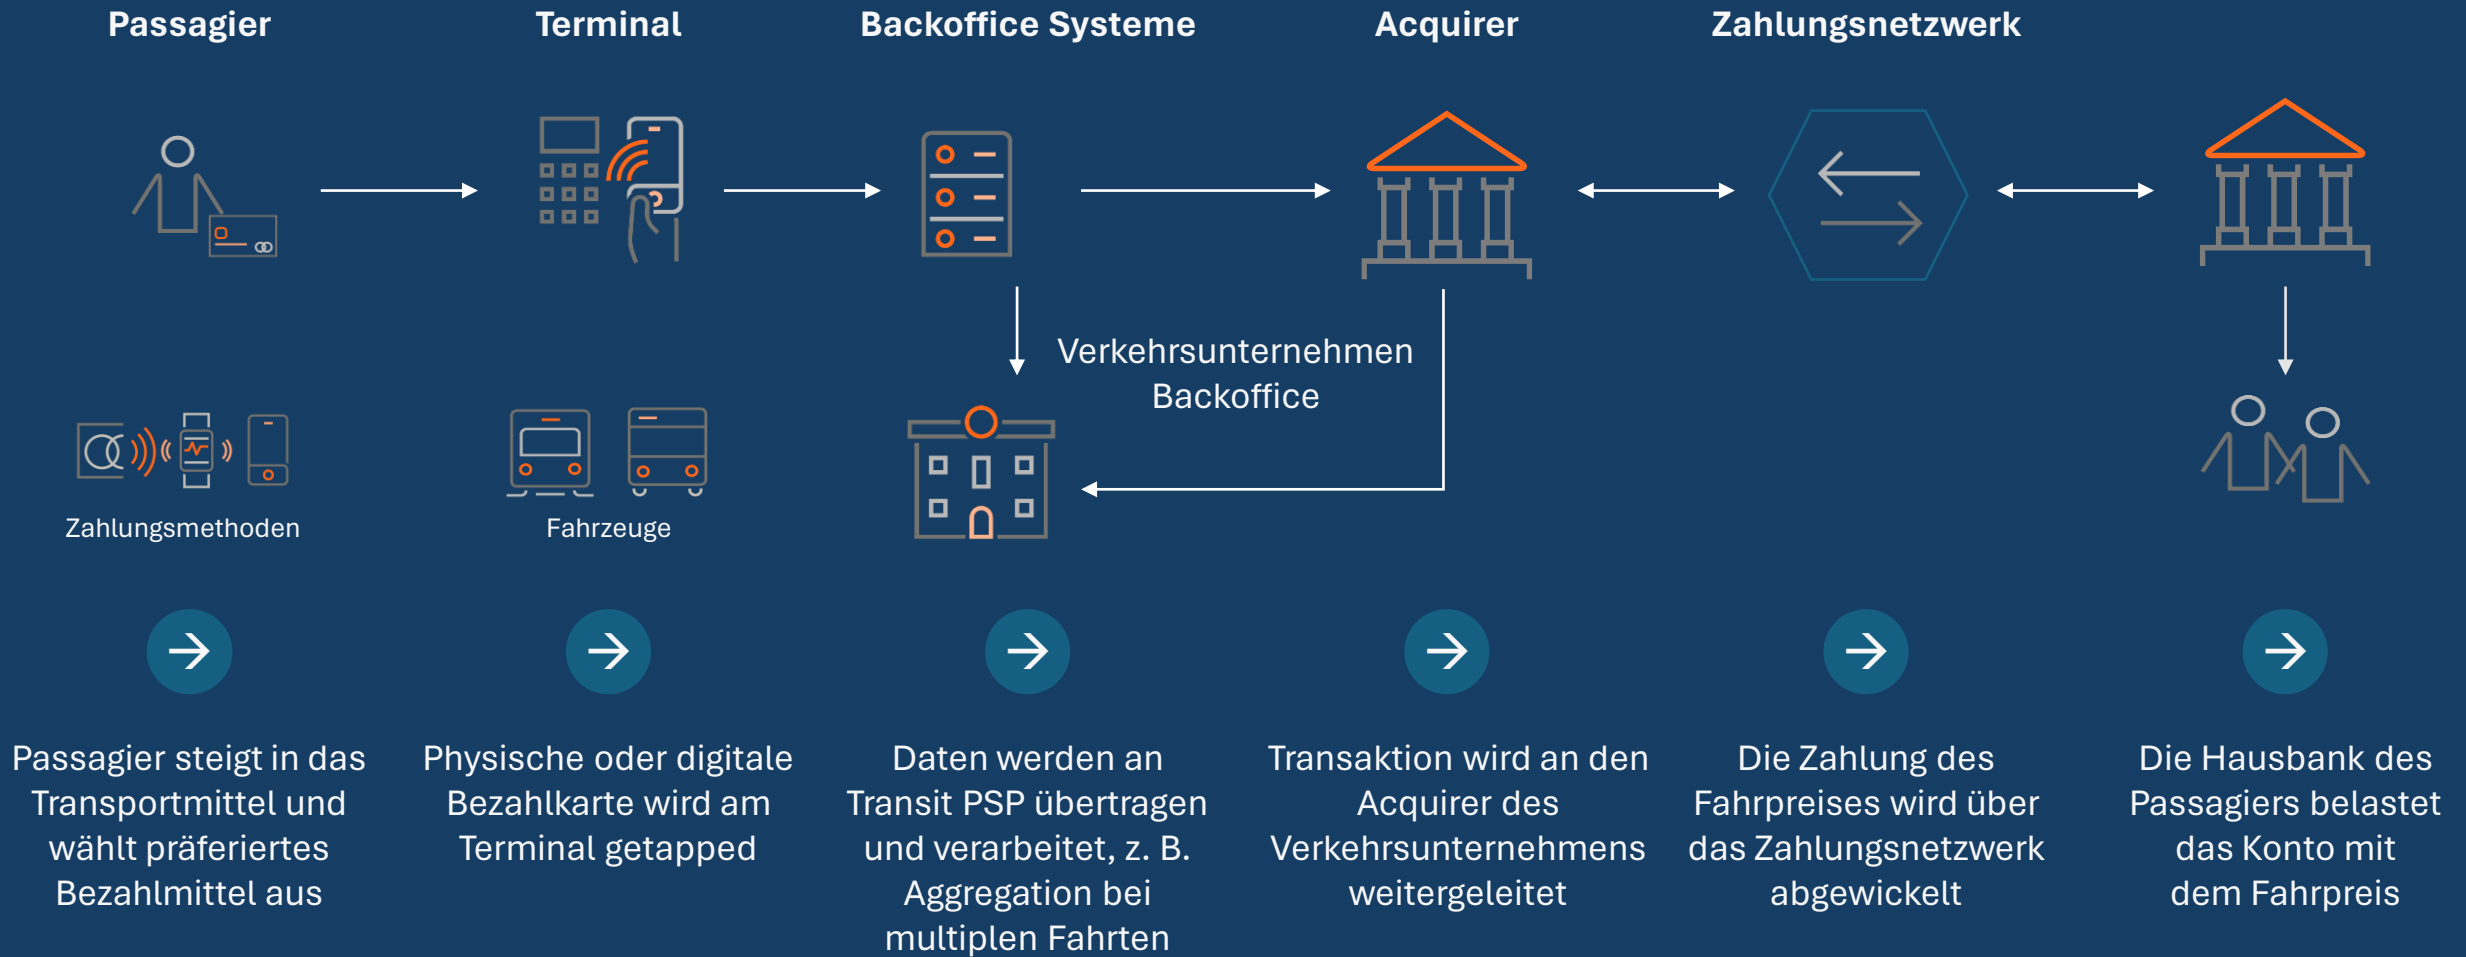 Passagier
Terminal
Backoffice Systeme
Acquirer
Zahlungsnetzwerk
Verkehrsunternehmen
Backoffice
Zahlungsmethoden
Fahrzeuge
Passagier steigt in das
Transportmittel und
wählt präferiertes
Bezahlmittel aus
Physische oder digitale
Bezahlkarte wird am
Terminal getapped
Daten werden an
Transit PSP übertragen
und verarbeitet, z. B.
Aggregation bei
multiplen Fahrten
Transaktion wird an den
Acquirer des
Verkehrsunternehmens
weitergeleitet
Die Zahlung des
Fahrpreises wird über
das Zahlungsnetzwerk
abgewickelt
Die Hausbank des
Passagiers belastet
das Konto mit
dem Fahrpreis